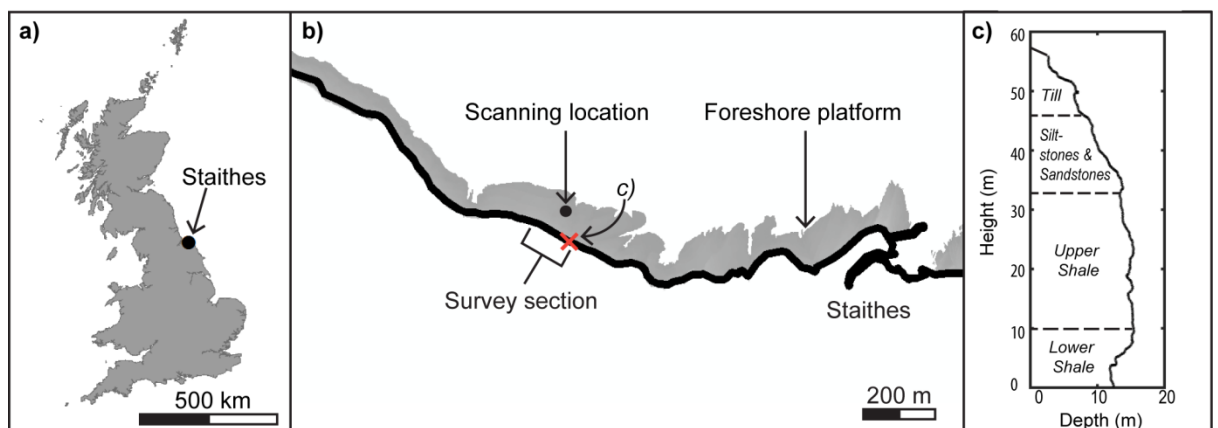 a)
Staithes
500 km
b)
Scanning location
Foreshore platform
c)
Survey section
Staithes
200 m
c)
60
50
40
30
20
10
0
Height (m)
Till
Silt-
stones &
Sandstones
Upper
Shale
Lower
Shale
0
10
20
Depth (m)